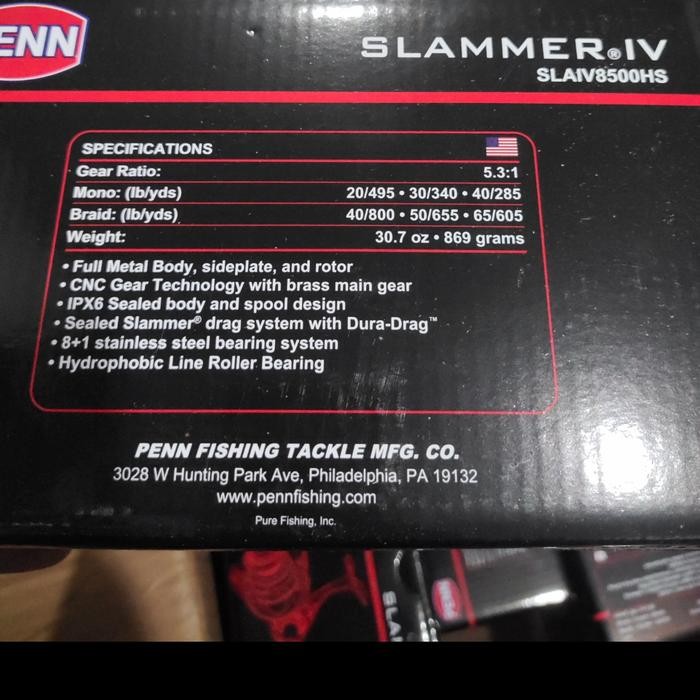 ENN
SLAMMER®IV
SLAIV8500HS
SPECIFICATIONS
Gear Ratio: 5.3:1
Mono: (lb/yds) 20/495 • 30/340 • 40/285
Braid: (lb/yds) 40/800 • 50/655 • 65/605
Weight: 30.7 oz • 869 grams
• Full Metal Body, sideplate, and rotor
• CNC Gear Technology with brass main gear
• IPX6 Sealed body and spool design
• Sealed Slammer® drag system with Dura-Drag™
• 8+1 stainless steel bearing system
• Hydrophobic Line Roller Bearing
PENN FISHING TACKLE MFG. CO.
3028 W Hunting Park Ave, Philadelphia, PA 19132
www.pennfishing.com
Pure Fishing, Inc.
SLA
PENN